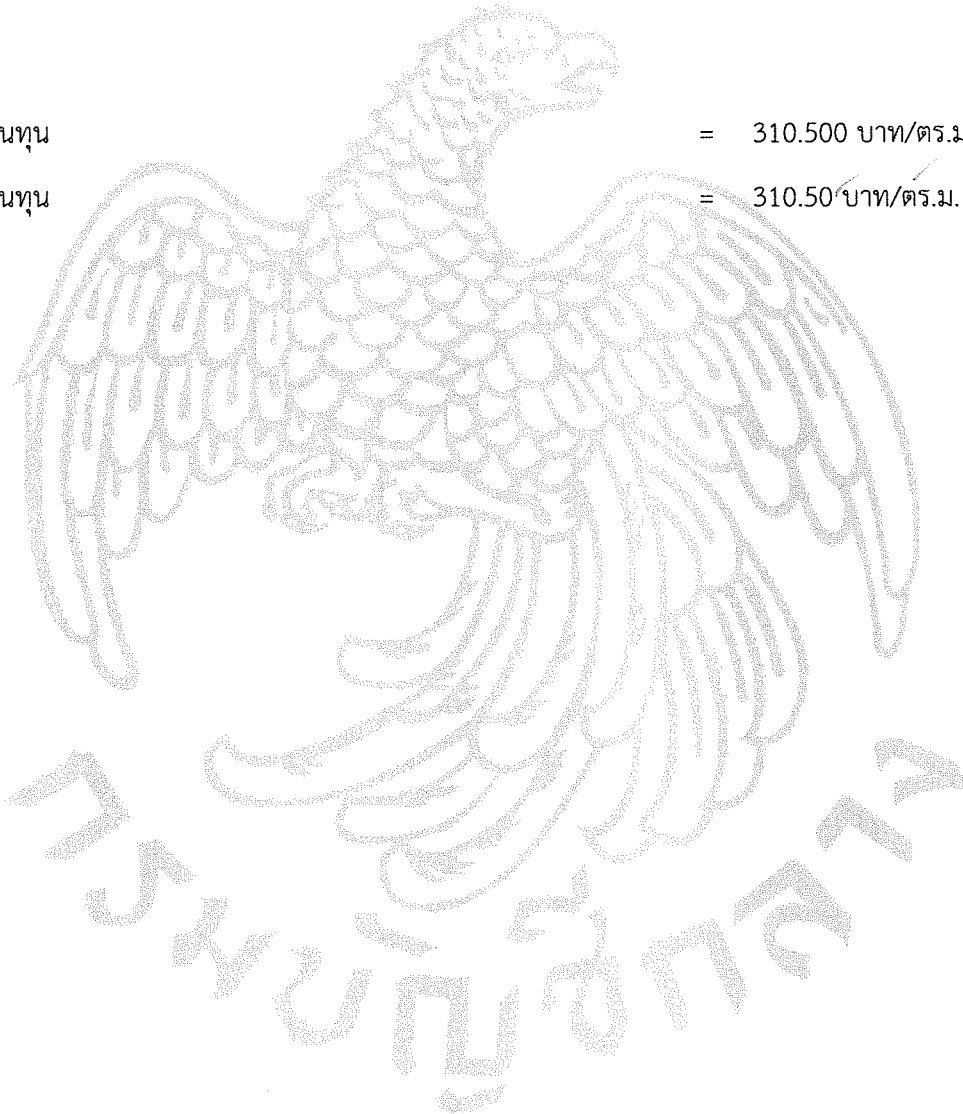 นทุน = 310.500 บาท/ตร.ม
นทุน = 310.50 บาท/ตร.ม.
กรมบัญชีกลาง